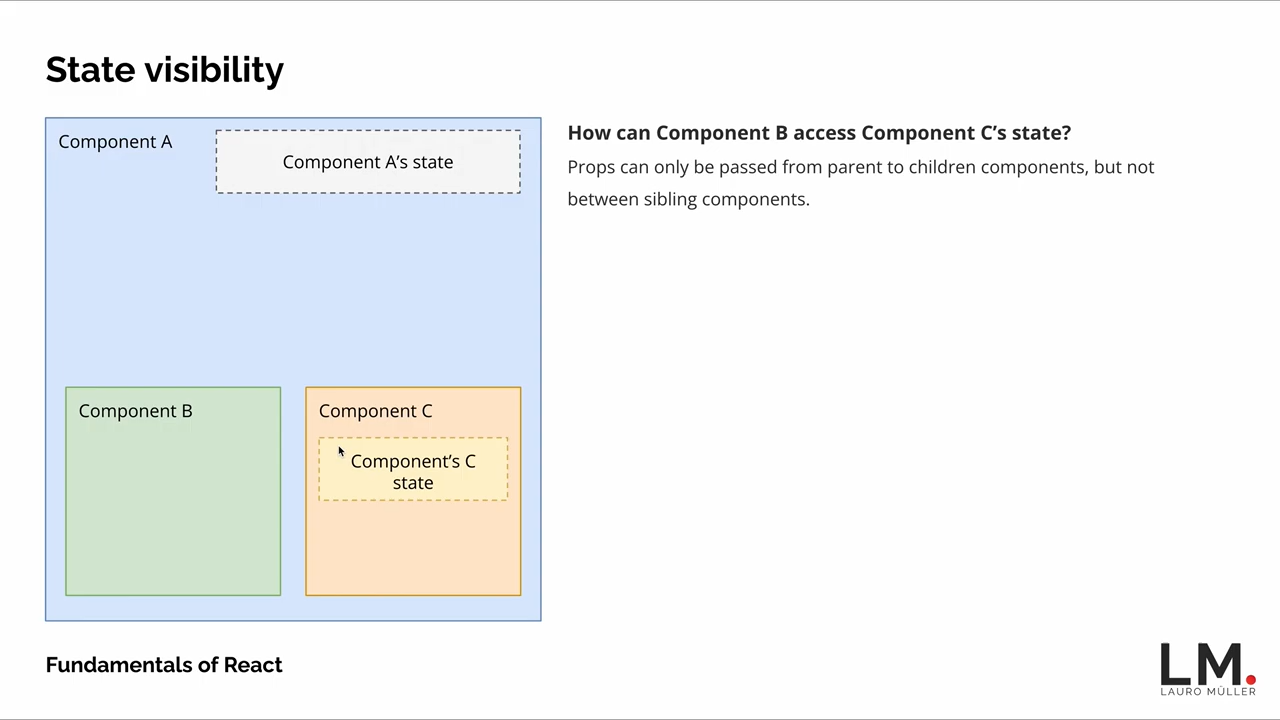 State visibility
Component A
Component A’s state
How can Component B access Component C’s state?
Props can only be passed from parent to children components, but not
between sibling components.
Component B
Component C
Component’s C
state
Fundamentals of React
LM.
LAURO MÜLLER